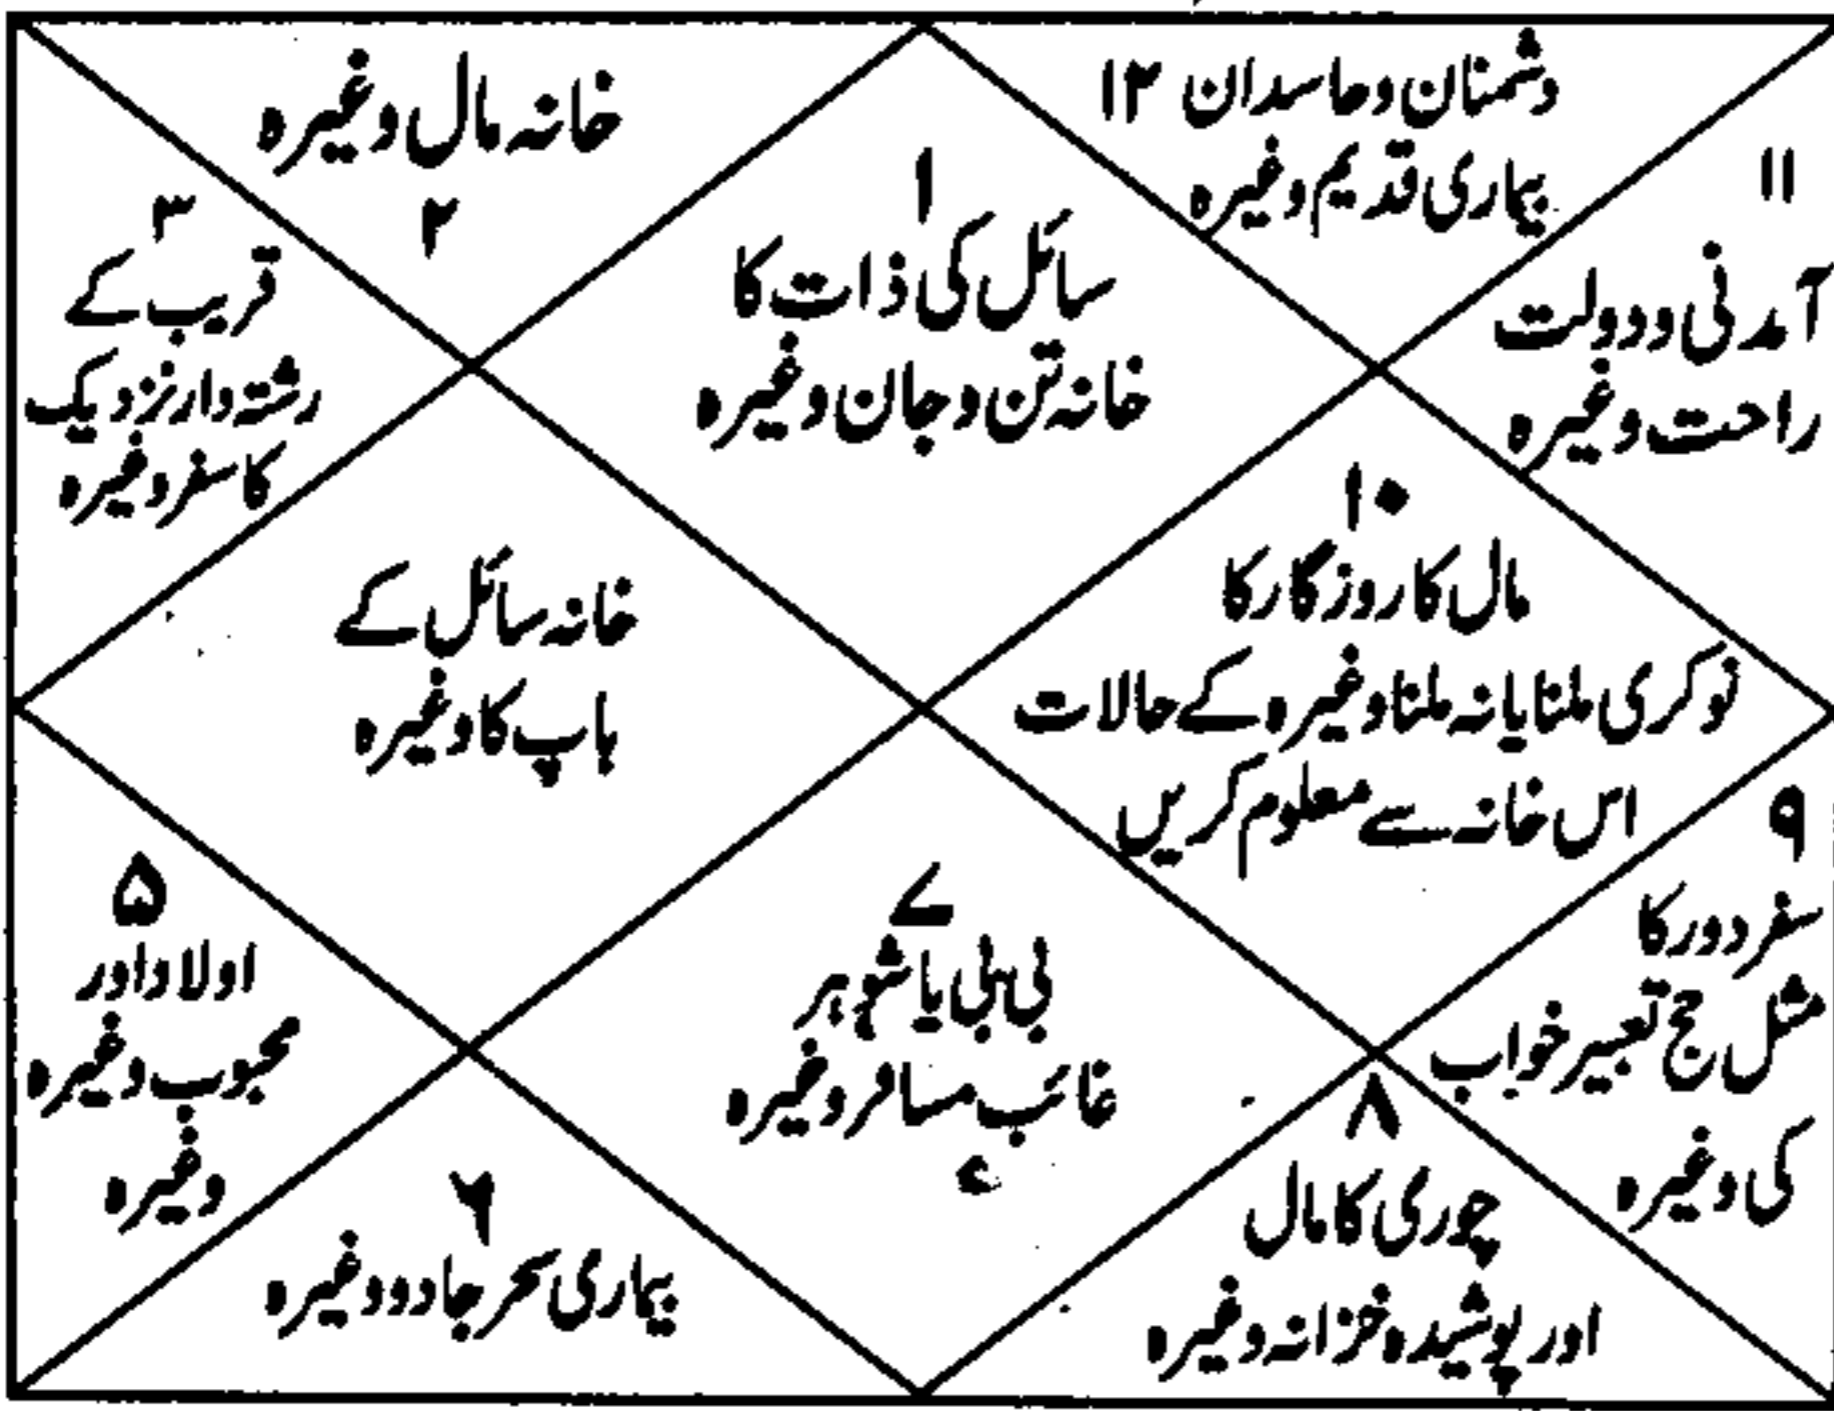 ۱
سائل کی ذات کا
خانہ تن و جان وغیرہ
خانہ مال وغیرہ
۲
۳
قریب کے
رشتہ دار نزدیک
کا سفر وغیرہ
خانہ سائل کے
باپ کا وغیرہ
۵
اولاد اور
محبوب وغیرہ
وغیرہ
۶
بیماری سحر جادو وغیرہ
۷
بی بی یا شوہر
غائب مسافر وغیرہ
۸
چوری کا مال
اور پوشیدہ خزانہ وغیرہ
۹
سفر دور کا
مثل حج تعبیر خواب
کی وغیرہ
۱۰
مال کا روزگار کا
نوکری ملنا یا نہ ملنا وغیرہ کے حالات
اس خانہ سے معلوم کریں
۱۱
آمدنی و دولت
راحت وغیرہ
دشمنان و حاسدان ۱۲
بیماری قدیم وغیرہ